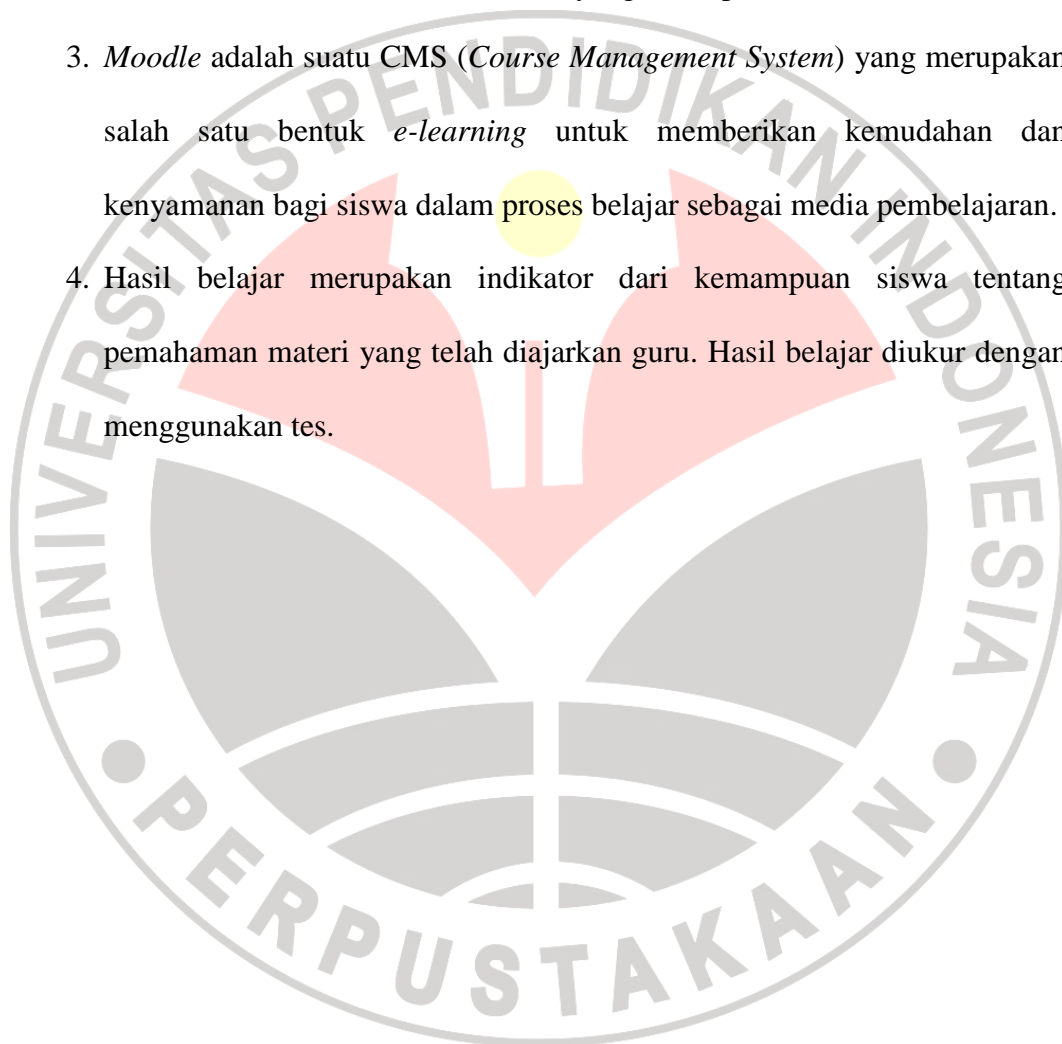 3. Moodle adalah suatu CMS (Course Management System) yang merupakan
salah satu bentuk e-learning untuk memberikan kemudahan dan
kenyamanan bagi siswa dalam proses belajar sebagai media pembelajaran.
4. Hasil belajar merupakan indikator dari kemampuan siswa tentang
pemahaman materi yang telah diajarkan guru. Hasil belajar diukur dengan
menggunakan tes.
UNIVERSITAS PENDIDIKAN INDONESIA
PERPUSTAKAAN